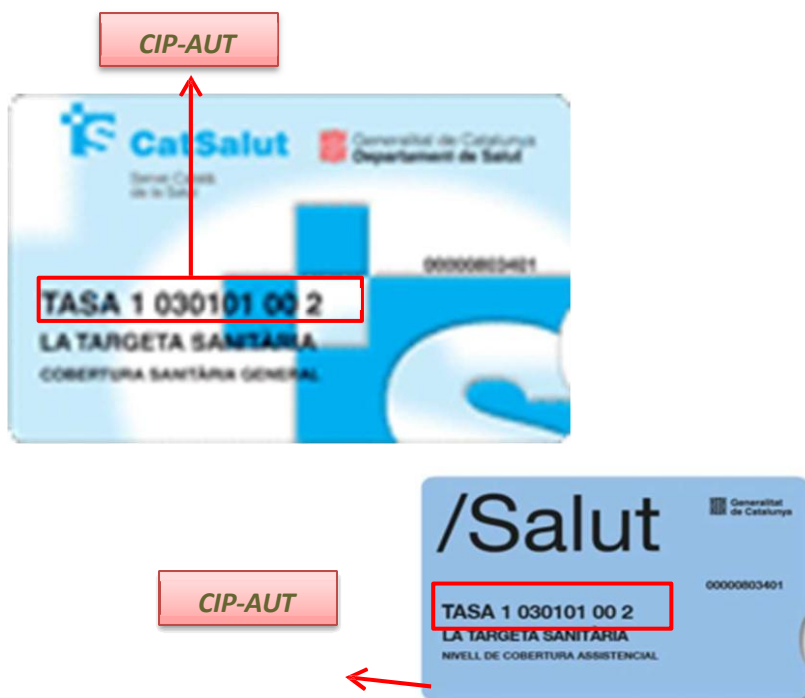 CIP-AUT
CatSalut
Servei Català
de la Salut
Generalitat de Catalunya
Departament de Salut
00000803401
TASA 1 030101 00 2
LA TARGETA SANITÀRIA
COBERTURA SANITÀRIA GENERAL
/Salut
Generalitat
de Catalunya
00000803401
CIP-AUT
TASA 1 030101 00 2
LA TARGETA SANITÀRIA
NIVELL DE COBERTURA ASSISTENCIAL